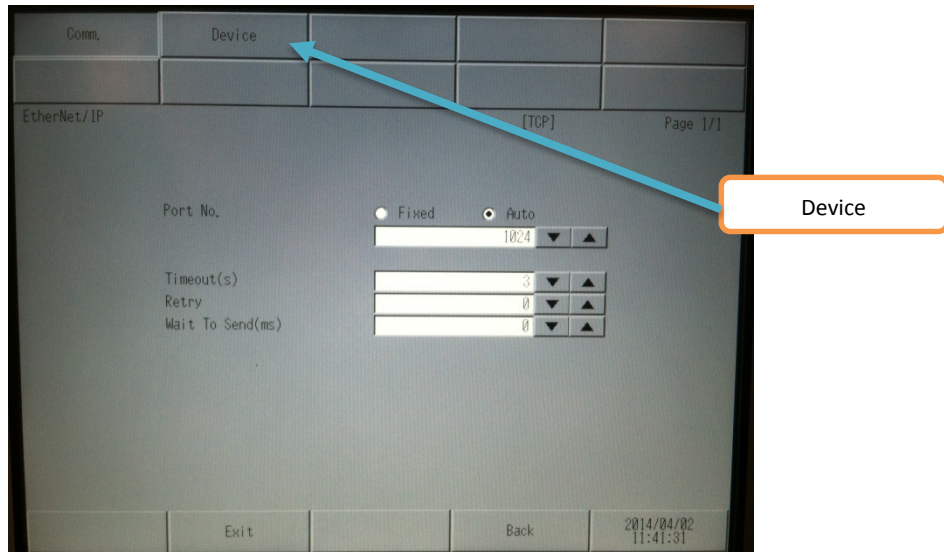 Comm. Device
EtherNet/IP [TCP] Page 1/1
Device
Port No. Fixed Auto
1024
Timeout(s) 3
Retry 0
Wait To Send(ms) 0
Exit Back 2014/04/02
11:41:31